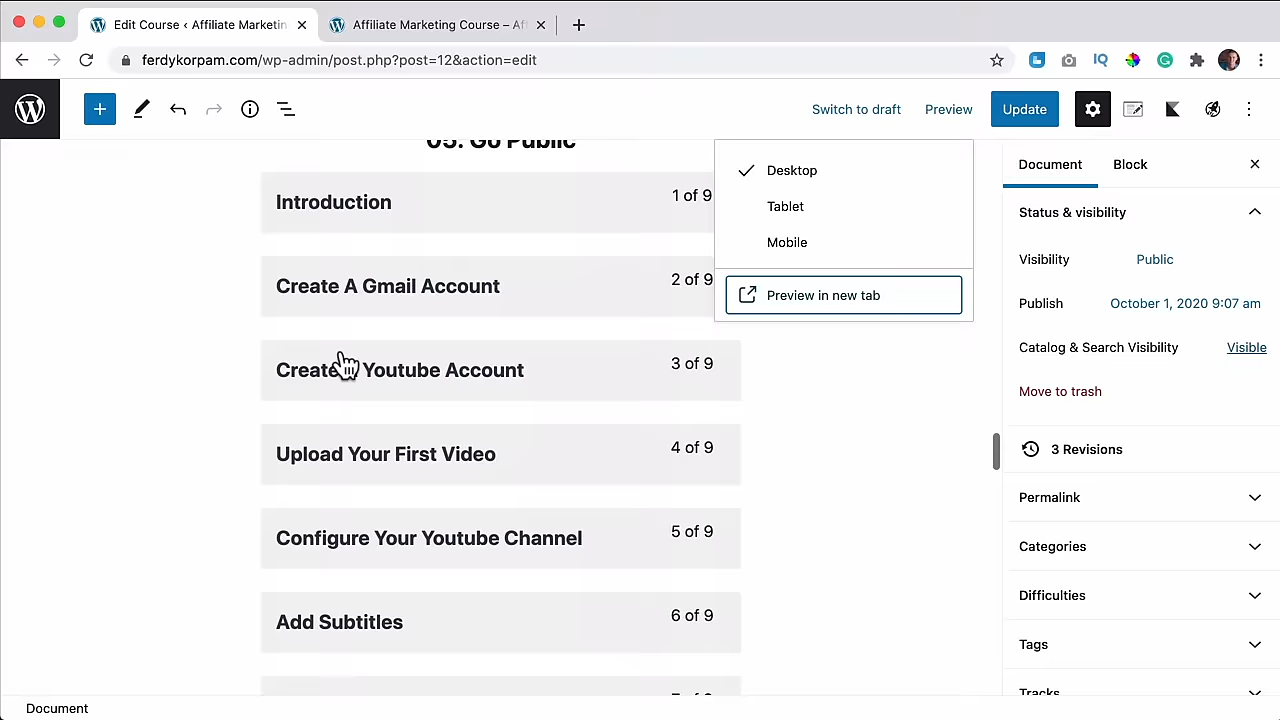 Edit Course ‹ Affiliate Marketin
Affiliate Marketing Course – Af
ferdykorpam.com/wp-admin/post.php?post=12&action=edit
IQ
Switch to draft
Preview
Update
05. Go Public
Desktop
Tablet
Mobile
Preview in new tab
Introduction
1 of 9
Create A Gmail Account
2 of 9
Create Youtube Account
3 of 9
Upload Your First Video
4 of 9
Configure Your Youtube Channel
5 of 9
Add Subtitles
6 of 9
Document
Block
Status & visibility
Visibility
Public
Publish
October 1, 2020 9:07 am
Catalog & Search Visibility
Visible
Move to trash
3 Revisions
Permalink
Categories
Difficulties
Tags
Tracks
Document